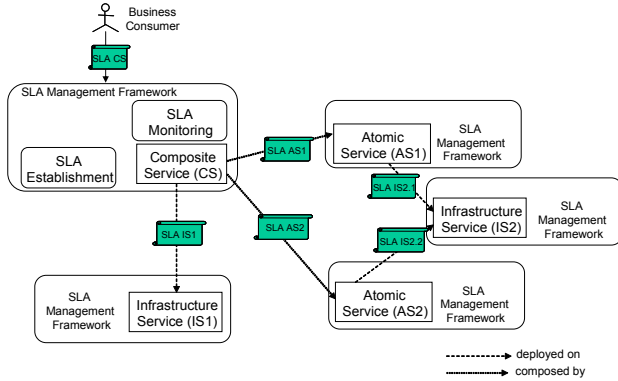 Business
Consumer
SLA CS
SLA Management Framework
SLA
Monitoring
SLA
Establishment
Composite
Service (CS)
SLA AS1
Atomic
Service (AS1)
SLA
Management
Framework
SLA IS2.1
SLA IS1
SLA AS2
SLA IS2.2
Infrastructure
Service (IS2)
SLA
Management
Framework
SLA
Management
Framework
Infrastructure
Service (IS1)
Atomic
Service
(AS2)
SLA
Management
Framework
deployed on
composed by